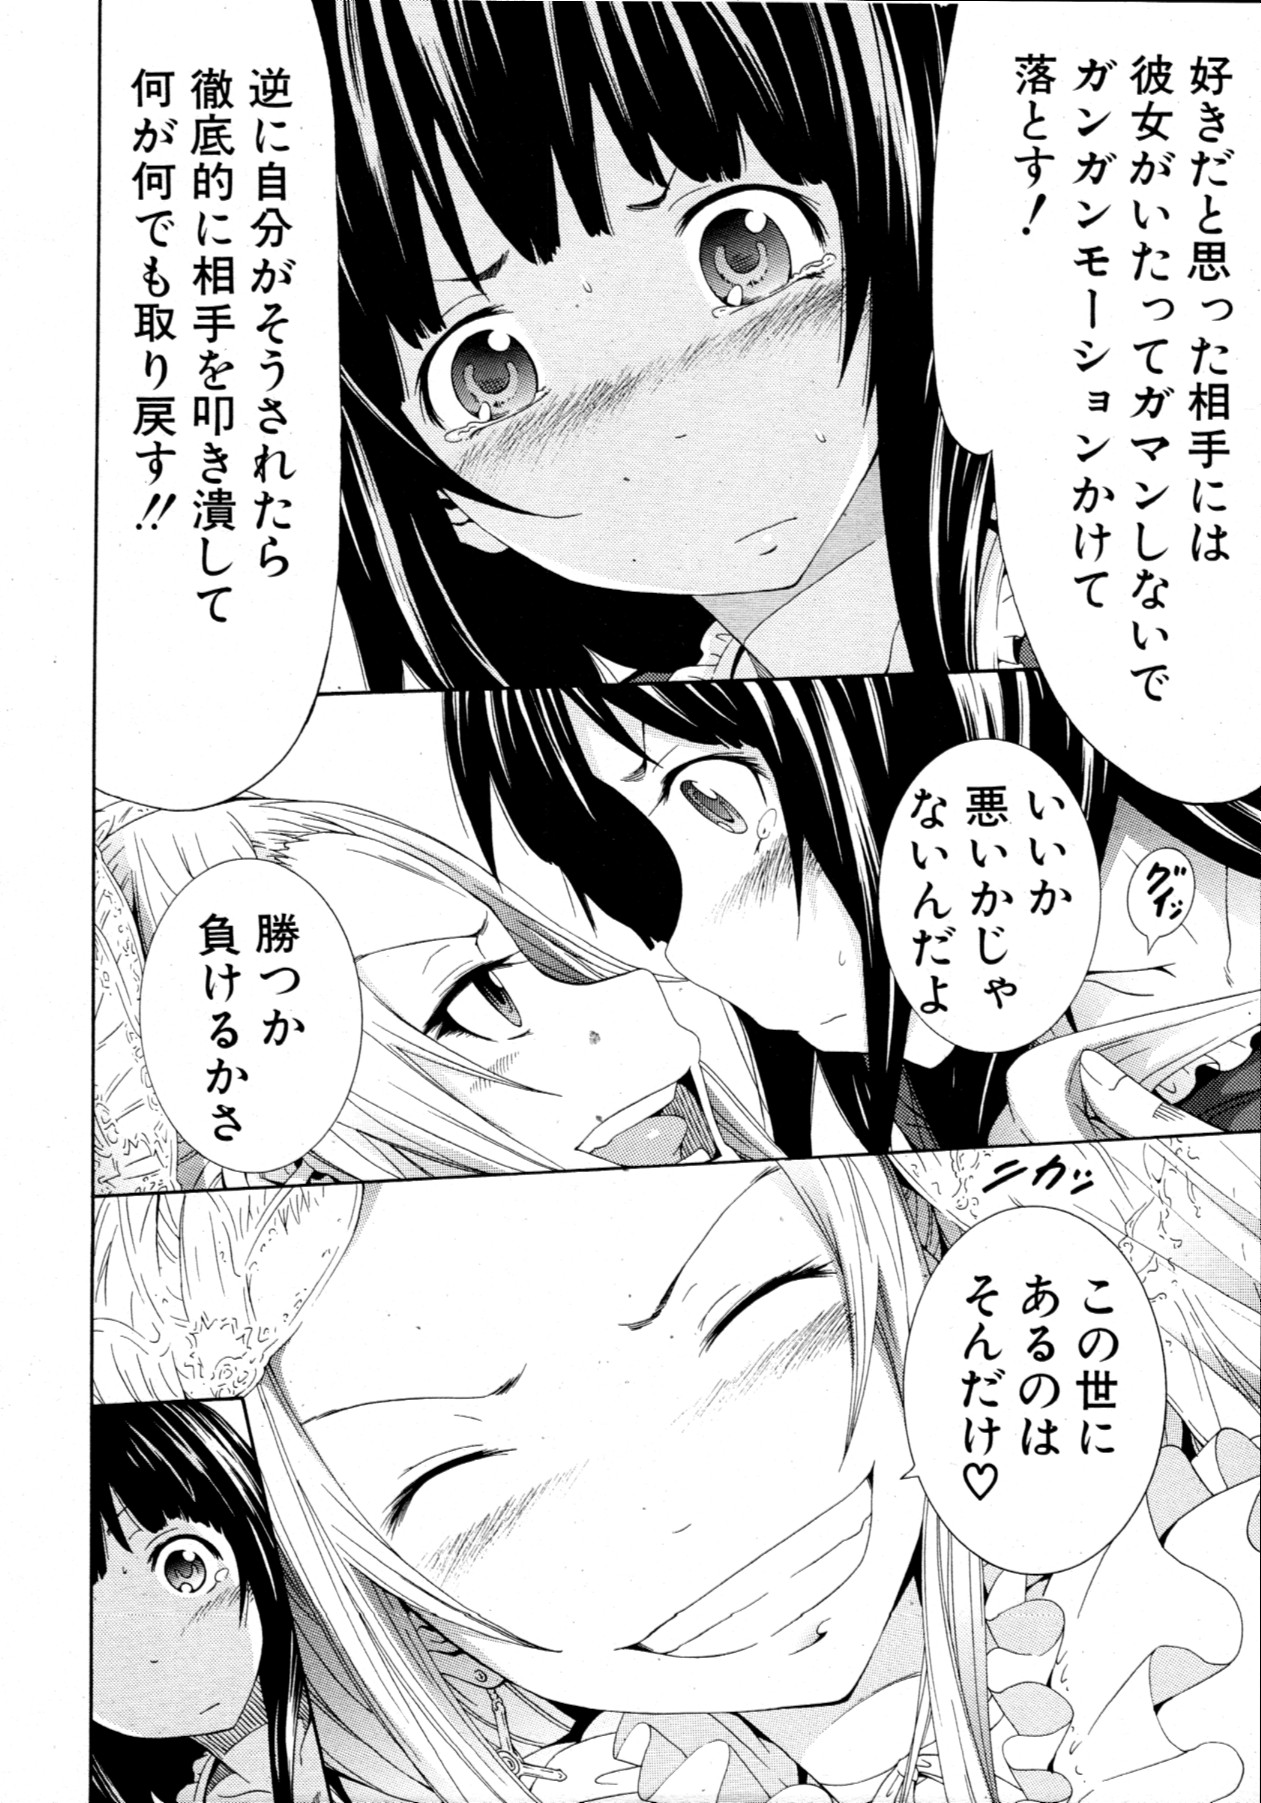 好きだと思った相手には
彼女がいたってガマンしないで
ガンガンモーションかけて
落とす!
逆に自分がそうされたら
徹底的に相手を叩き潰して
何が何でも取り戻す!!
グイッ
いいか
悪いかじゃ
ないんだよ
勝つか
負けるかさ
ニカッ
この世に
あるのは
そんだけ♡